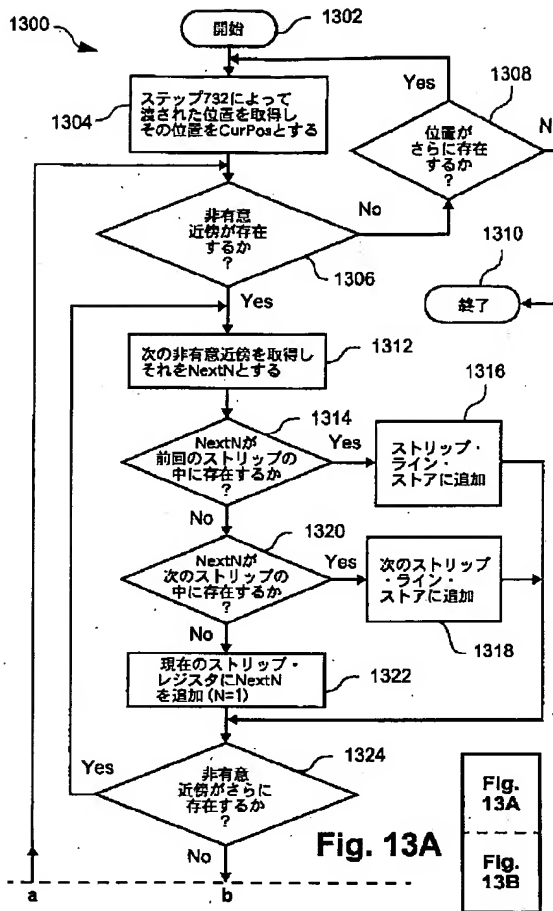 1300
開始
1302
Yes
1308
1304
ステップ732によって
渡された位置を取得し
その位置をCurPosとする
位置が
さらに存在
するか
?
N
非有意
近傍が存在
するか
?
No
1306
1310
終了
Yes
次の非有意近傍を取得し
それをNextNとする
1312
1314
NextNが
前回のストリップの
中に存在するか
?
Yes
1316
ストリップ・
ライン・
ストアに追加
No
1320
NextNが
次のストリップの
中に存在するか
?
Yes
次のストリップ
・ライン・
ストアに追加
1318
No
現在のストリップ・
レジスタにNextN
を追加(N=1)
1322
Yes
1324
非有意
近傍がさらに
存在するか
?
No
Fig. 13A
Fig.
13A
Fig.
13B
a
b